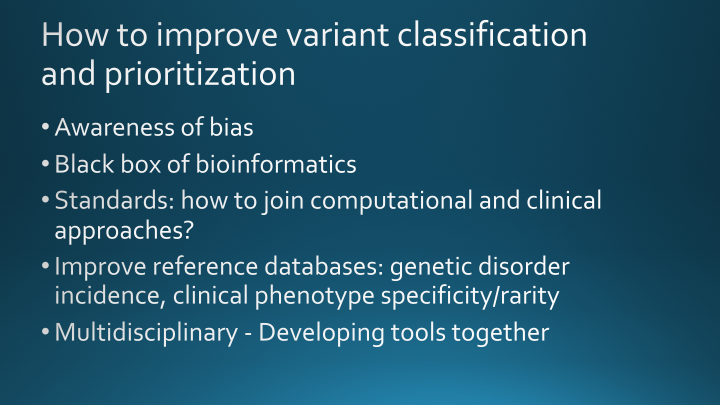 How to improve variant classification
and prioritization
• Awareness of bias
• Black box of bioinformatics
• Standards: how to join computational and clinical
approaches?
• Improve reference databases: genetic disorder
incidence, clinical phenotype specificity/rarity
• Multidisciplinary - Developing tools together